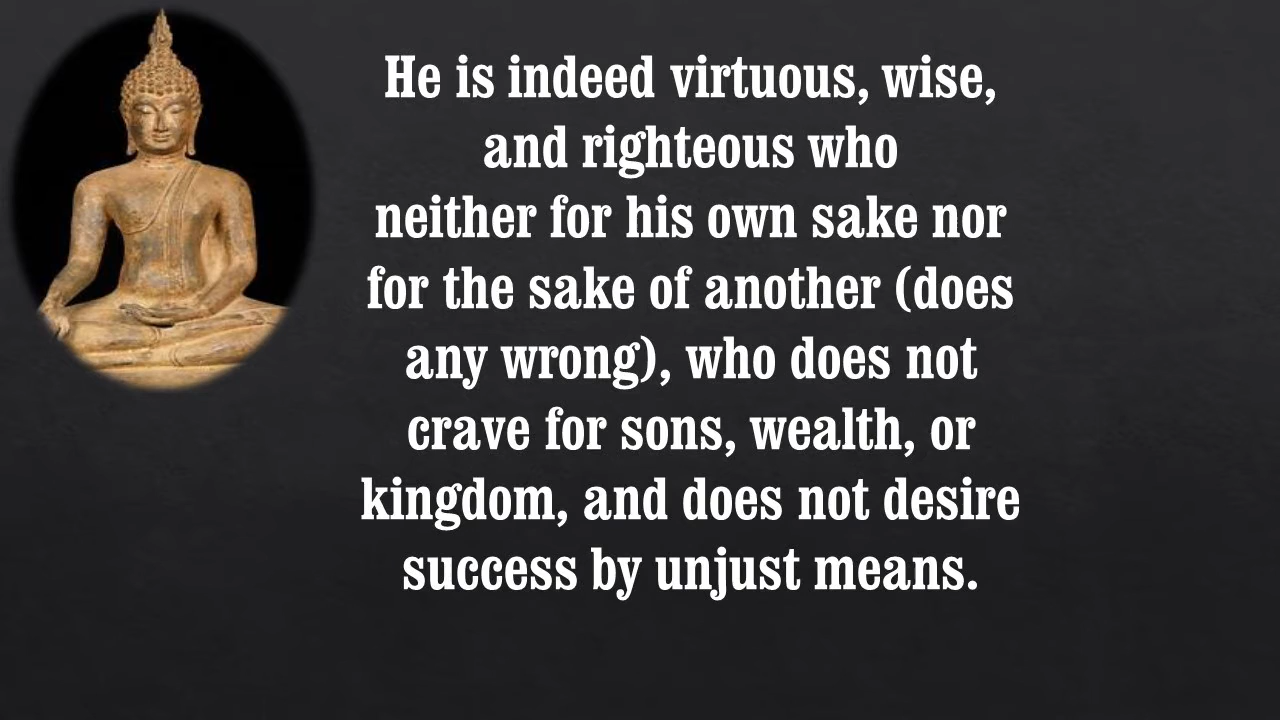 He is indeed virtuous, wise,
and righteous who
neither for his own sake nor
for the sake of another (does
any wrong), who does not
crave for sons, wealth, or
kingdom, and does not desire
success by unjust means.